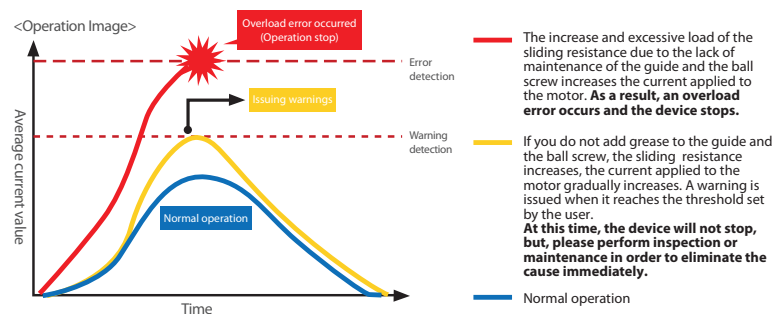 <Operation Image>
Overload error occurred
(Operation stop)
Error
detection
Issuing warnings
Warning
detection
Average current value
Normal operation
Time
The increase and excessive load of the
sliding resistance due to the lack of
maintenance of the guide and the ball
screw increases the current applied to
the motor. As a result, an overload
error occurs and the device stops.
If you do not add grease to the guide and
the ball screw, the sliding resistance
increases, the current applied to the
motor gradually increases. A warning is
issued when it reaches the threshold set
by the user.
At this time, the device will not stop,
but, please perform inspection or
maintenance in order to eliminate the
cause immediately.
Normal operation